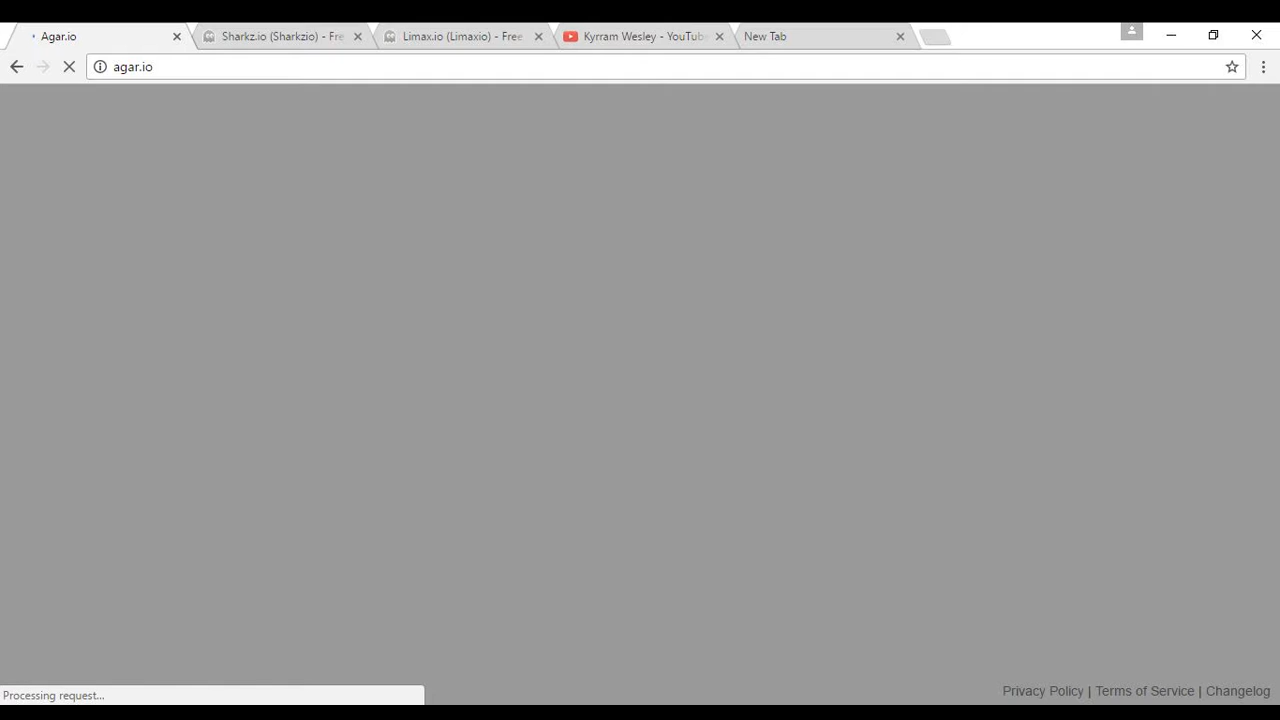 Agar.io
Sharkz.io (Sharkzio) - Fre
Limax.io (Limaxio) - Free
Kyrram Wesley - YouTub
New Tab
agar.io
Processing request...
Privacy Policy | Terms of Service | Changelog